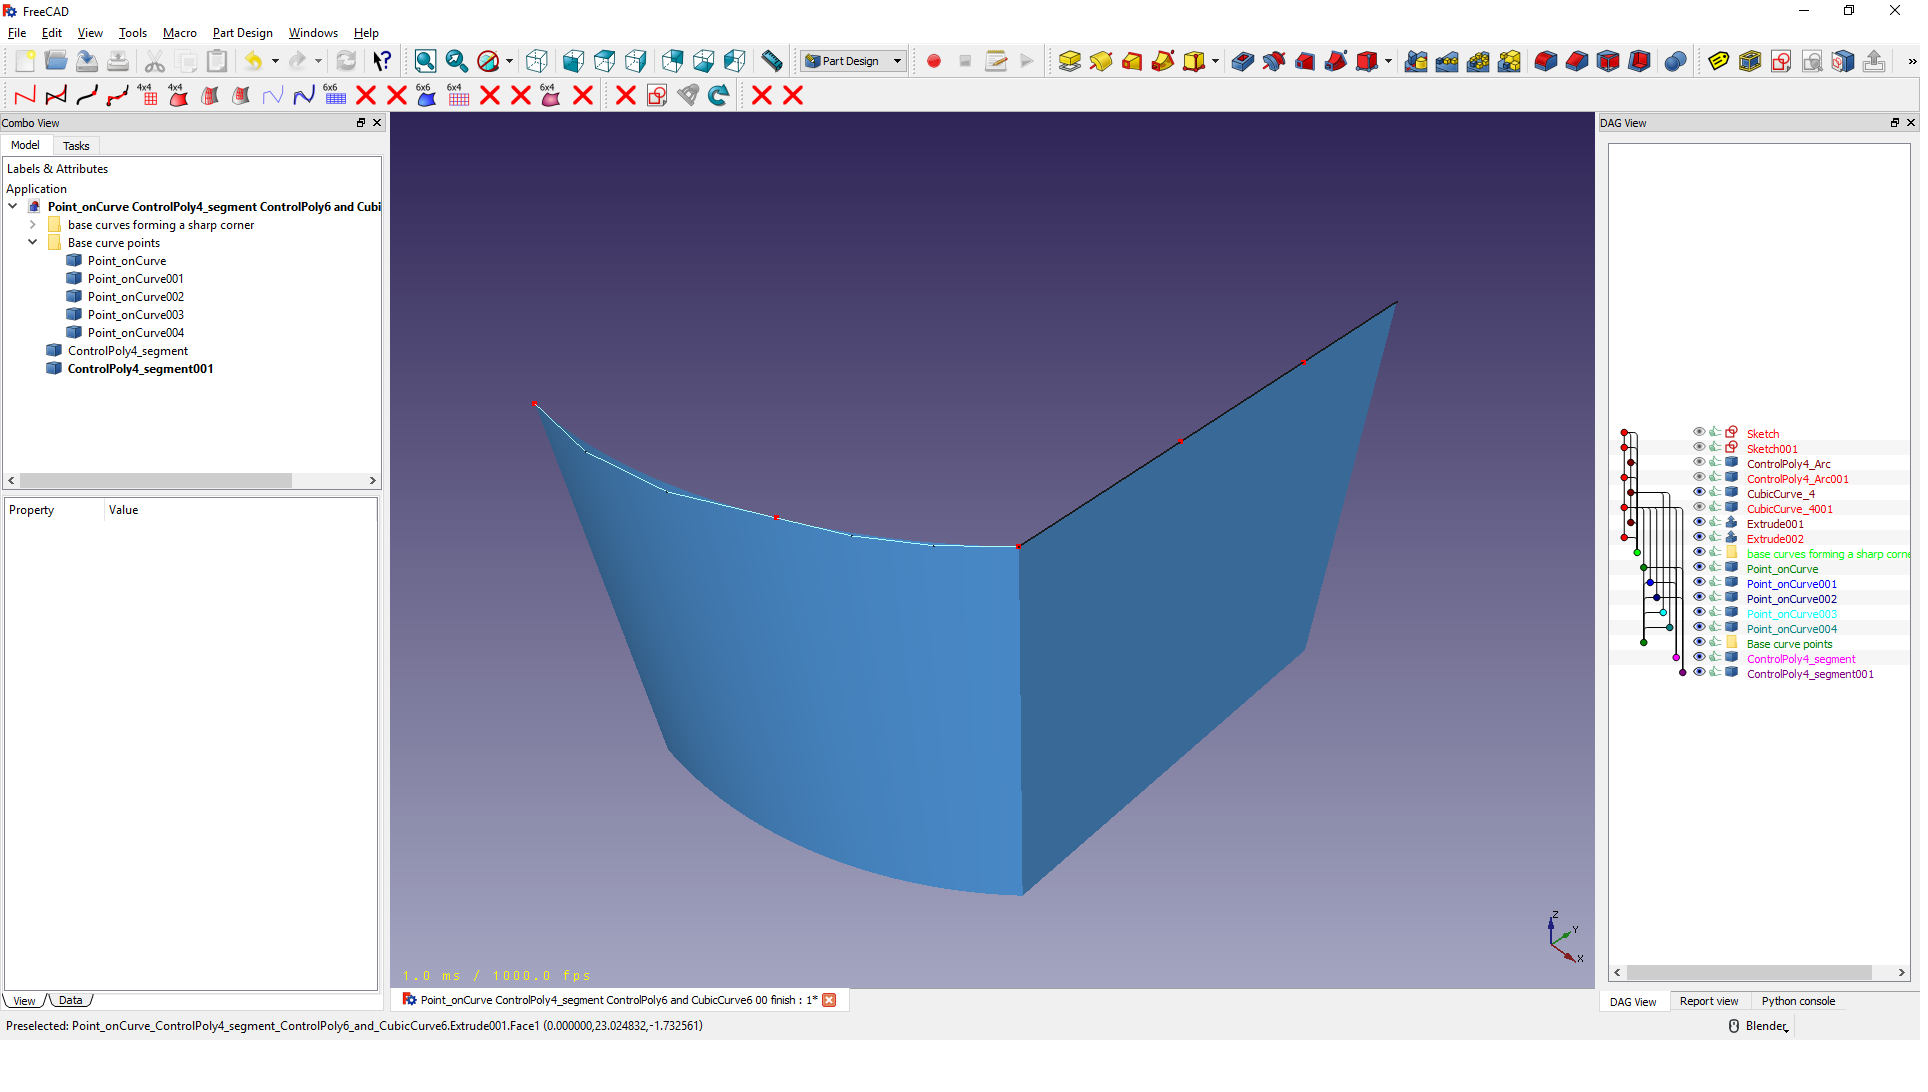 FreeCAD
File Edit View Tools Macro Part Design Windows Help
Part Design
4x4 4x4 6x6 6x6 6x4 6x4
Combo View
Model Tasks
Labels & Attributes
Application
Point_onCurve ControlPoly4_segment ControlPoly6 and Cubi
base curves forming a sharp corner
Base curve points
Point_onCurve
Point_onCurve001
Point_onCurve002
Point_onCurve003
Point_onCurve004
ControlPoly4_segment
ControlPoly4_segment001
Property Value
View Data
1.0 ms / 1000.0 fps
Z
Y
X
Point_onCurve ControlPoly4_segment ControlPoly6 and CubicCurve6 00 finish : 1*
DAG View
Sketch
Sketch001
ControlPoly4_Arc
ControlPoly4_Arc001
CubicCurve_4
CubicCurve_4001
Extrude001
Extrude002
base curves forming a sharp corne
Point_onCurve
Point_onCurve001
Point_onCurve002
Point_onCurve003
Point_onCurve004
Base curve points
ControlPoly4_segment
ControlPoly4_segment001
DAG View Report view Python console
Preselected: Point_onCurve_ControlPoly4_segment_ControlPoly6_and_CubicCurve6.Extrude001.Face1 (0.000000,23.024832,-1.732561)
Blender